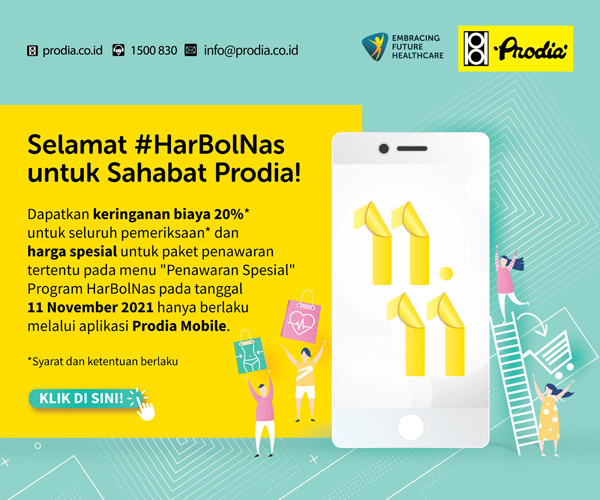 prodia.co.id 1500 830 info@prodia.co.id
EMBRACING
FUTURE
HEALTHCARE
Prodia
Selamat #HarBolNas
untuk Sahabat Prodia!
Dapatkan keringanan biaya 20%*
untuk seluruh pemeriksaan* dan
harga spesial untuk paket penawaran
tertentu pada menu "Penawaran Spesial"
Program HarBolNas pada tanggal
11 November 2021 hanya berlaku
melalui aplikasi Prodia Mobile.
*Syarat dan ketentuan berlaku
KLIK DI SINI!
11.
11